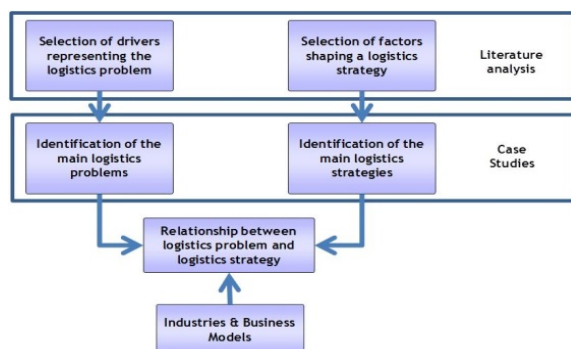 Selection of drivers
representing the
logistics problem
Selection of factors
shaping a logistics
strategy
Literature
analysis
Identification of the
main logistics
problems
Identification of the
main logistics
strategies
Case
Studies
Relationship between
logistics problem and
logistics strategy
Industries & Business
Models